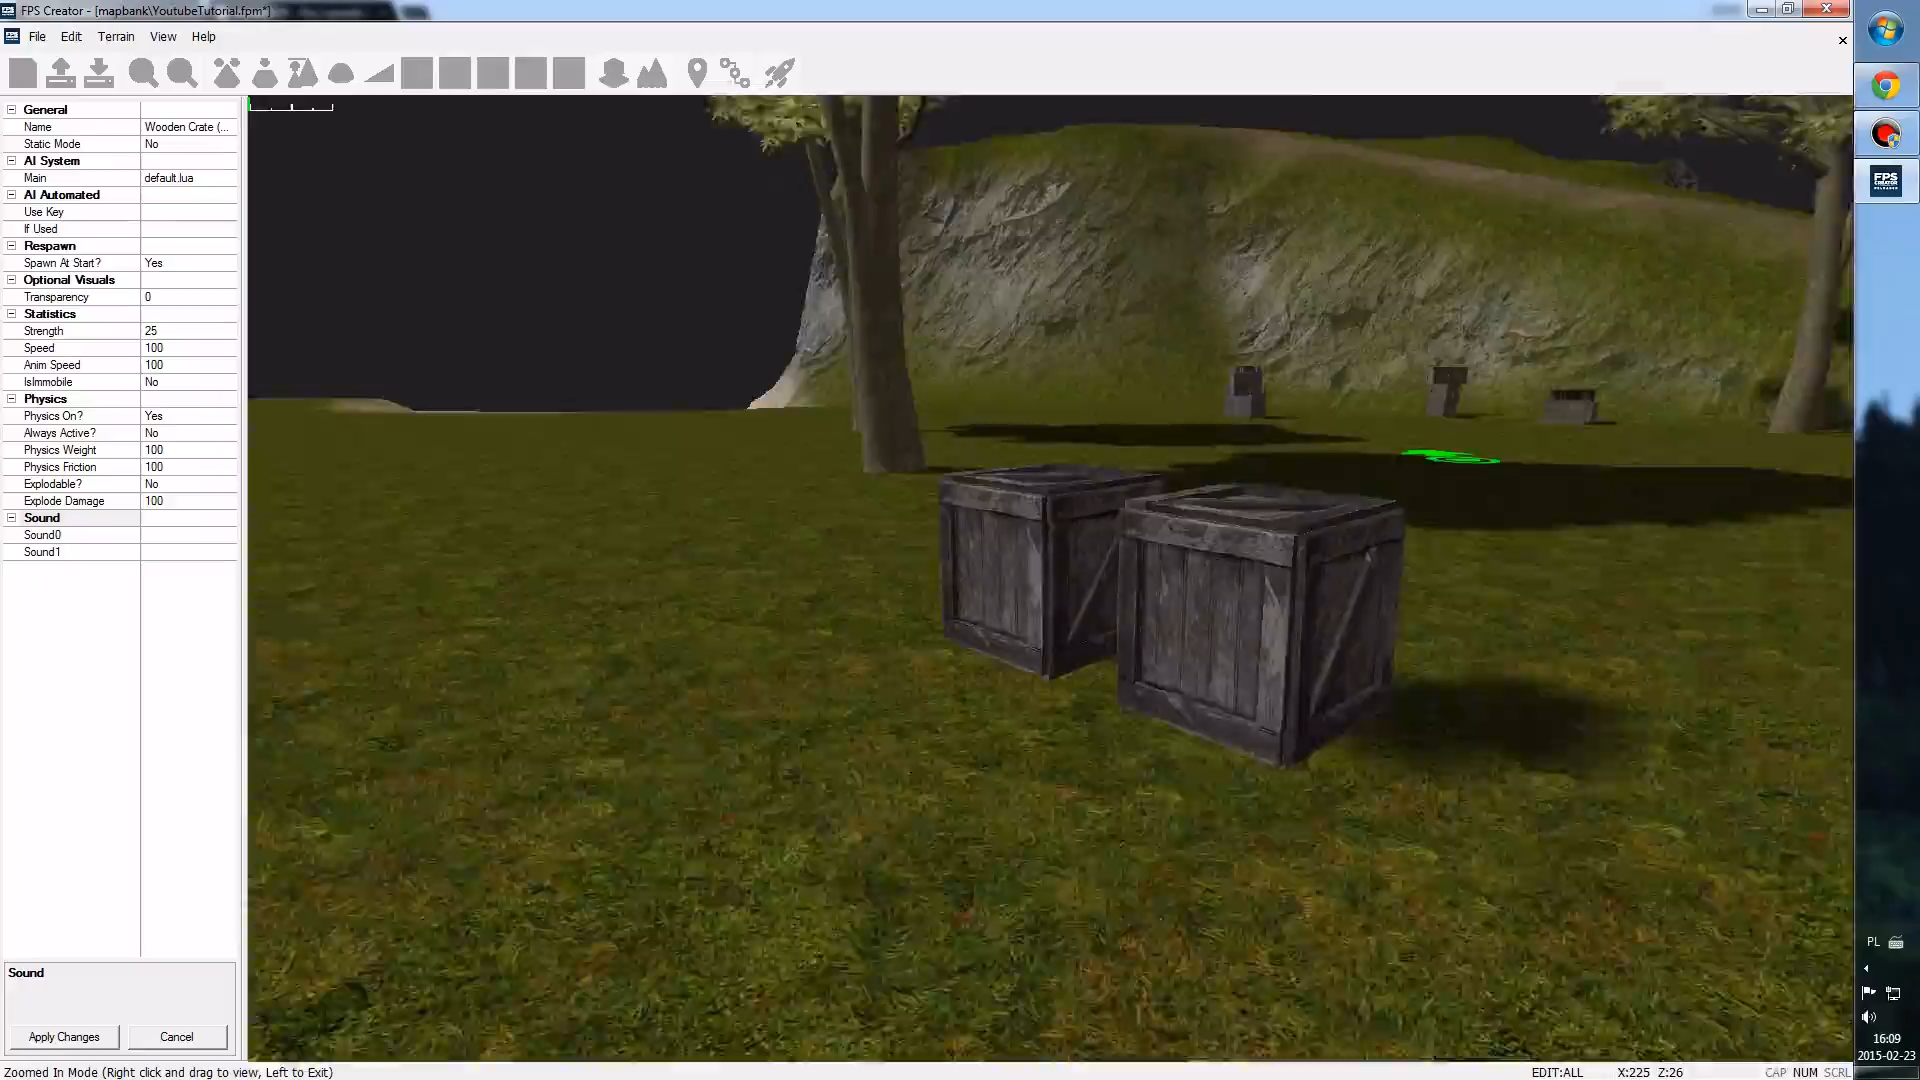 FPS Creator - [mapbank\YoutubeTutorial.fpm*]
File Edit Terrain View Help
General
Name Wooden Crate (...
Static Mode No
AI System
Main default.lua
AI Automated
Use Key
If Used
Respawn
Spawn At Start? Yes
Optional Visuals
Transparency 0
Statistics
Strength 25
Speed 100
Anim Speed 100
IsImmobile No
Physics
Physics On? Yes
Always Active? No
Physics Weight 100
Physics Friction 100
Explodable? No
Explode Damage 100
Sound
Sound0
Sound1
Sound
Apply Changes Cancel
Zoomed In Mode (Right click and drag to view, Left to Exit)
EDIT:ALL X:225 Z:26 CAP NUM SCRL
FPS
CREATOR
RELOADED
PL
16:09
2015-02-23